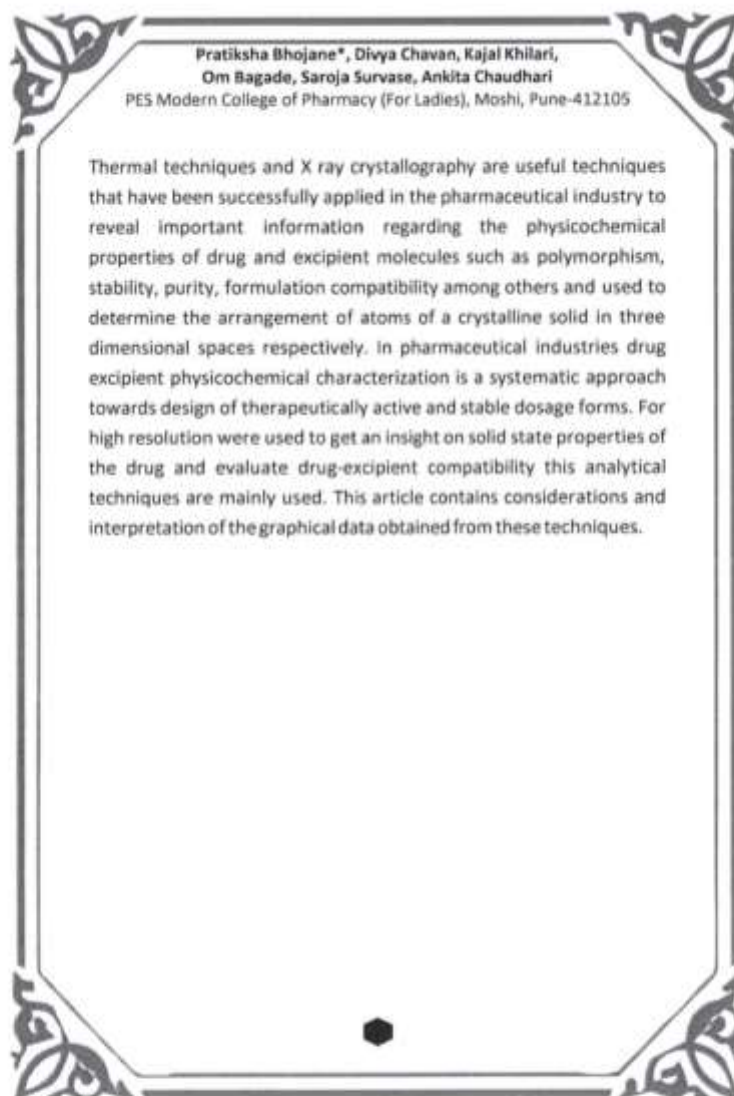 Pratiksha Bhojane*, Divya Chavan, Kajal Khilari,
Om Bagade, Saroja Survase, Ankita Chaudhari
PES Modern College of Pharmacy (For Ladies), Moshi, Pune-412105
Thermal techniques and X ray crystallography are useful techniques
that have been successfully applied in the pharmaceutical industry to
reveal important information regarding the physicochemical
properties of drug and excipient molecules such as polymorphism,
stability, purity, formulation compatibility among others and used to
determine the arrangement of atoms of a crystalline solid in three
dimensional spaces respectively. In pharmaceutical industries drug
excipient physicochemical characterization is a systematic approach
towards design of therapeutically active and stable dosage forms. For
high resolution were used to get an insight on solid state properties of
the drug and evaluate drug-excipient compatibility this analytical
techniques are mainly used. This article contains considerations and
interpretation of the graphical data obtained from these techniques.